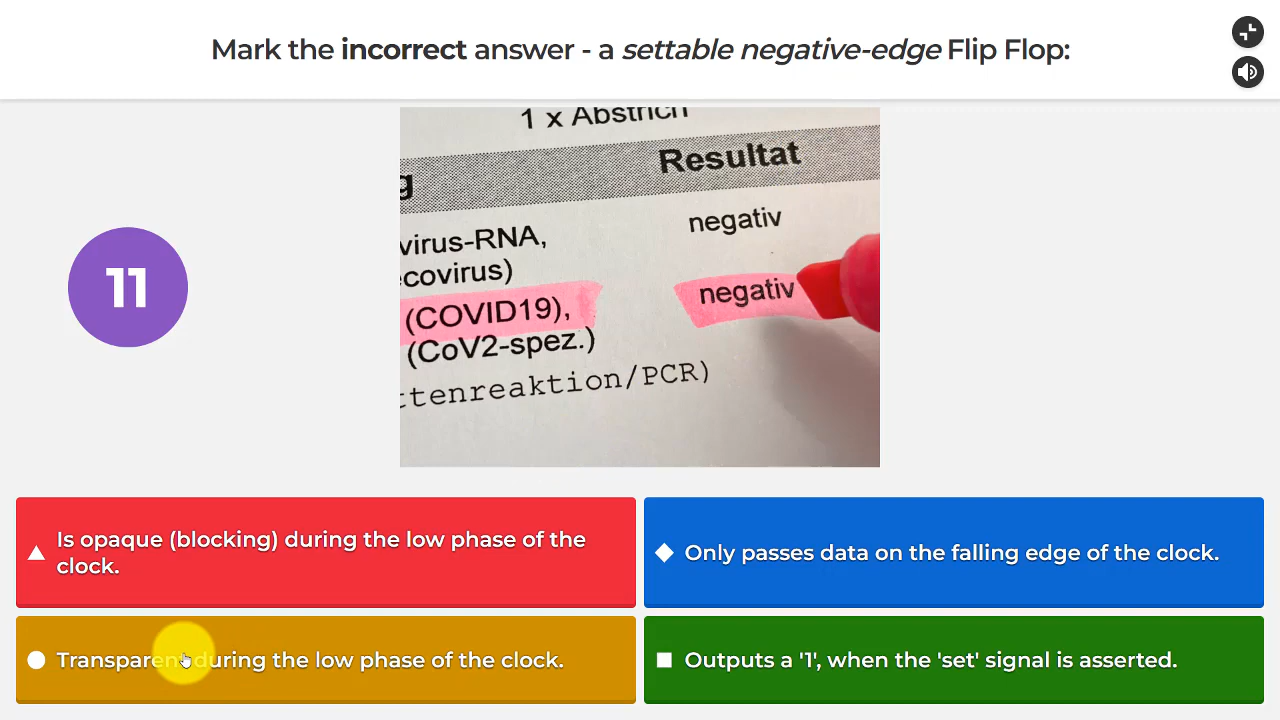 Mark the incorrect answer - a settable negative-edge Flip Flop:
1 x Abstrich
Resultat
g
virus-RNA,
negativ
ecovirus)
(COVID19),
negativ
(CoV2-spez.)
ttenreaktion/PCR)
11
Is opaque (blocking) during the low phase of the
clock.
Only passes data on the falling edge of the clock.
Transparent during the low phase of the clock.
Outputs a '1', when the 'set' signal is asserted.